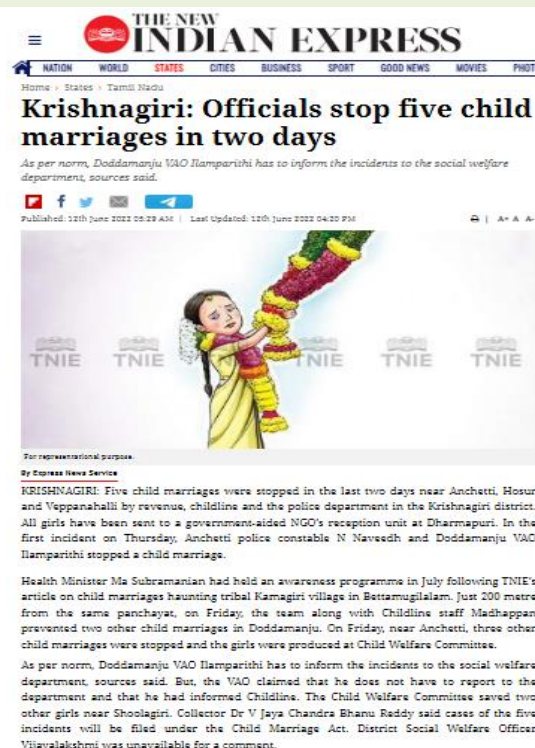 THE NEW
INDIAN EXPRESS
NATION WORLD STATES CITIES BUSINESS SPORT GOOD NEWS MOVIES PHOT
Home › States › Tamil Nadu
Krishnagiri: Officials stop five child
marriages in two days
As per norm, Doddamanju VAO Ilamparithi has to inform the incidents to the social welfare
department, sources said.
Published: 12th June 2022 05:29 AM | Last Updated: 12th June 2022 04:20 PM
A+ A A-
TNIE TNIE TNIE TNIE TNIE
For representational purpose.
By Express News Service
KRISHNAGIRI: Five child marriages were stopped in the last two days near Anchetti, Hosur
and Veppanahalli by revenue, childline and the police department in the Krishnagiri district.
All girls have been sent to a government-aided NGO's reception unit at Dharmapuri. In the
first incident on Thursday, Anchetti police constable N Naveedh and Doddamanju VAO
Ilamparithi stopped a child marriage.
Health Minister Ma Subramanian had held an awareness programme in July following TNIE's
article on child marriages haunting tribal Kamagiri village in Bettamugilalam. Just 200 metre
from the same panchayat, on Friday, the team along with Childline staff Madhappan
prevented two other child marriages in Doddamanju. On Friday, near Anchetti, three other
child marriages were stopped and the girls were produced at Child Welfare Committee.
As per norm, Doddamanju VAO Ilamparithi has to inform the incidents to the social welfare
department, sources said. But, the VAO claimed that he does not have to report to the
department and that he had informed Childline. The Child Welfare Committee saved two
other girls near Shoolagiri. Collector Dr V Jaya Chandra Bhanu Reddy said cases of the five
incidents will be filed under the Child Marriage Act. District Social Welfare Officer
Vijayalakshmi was unavailable for a comment.